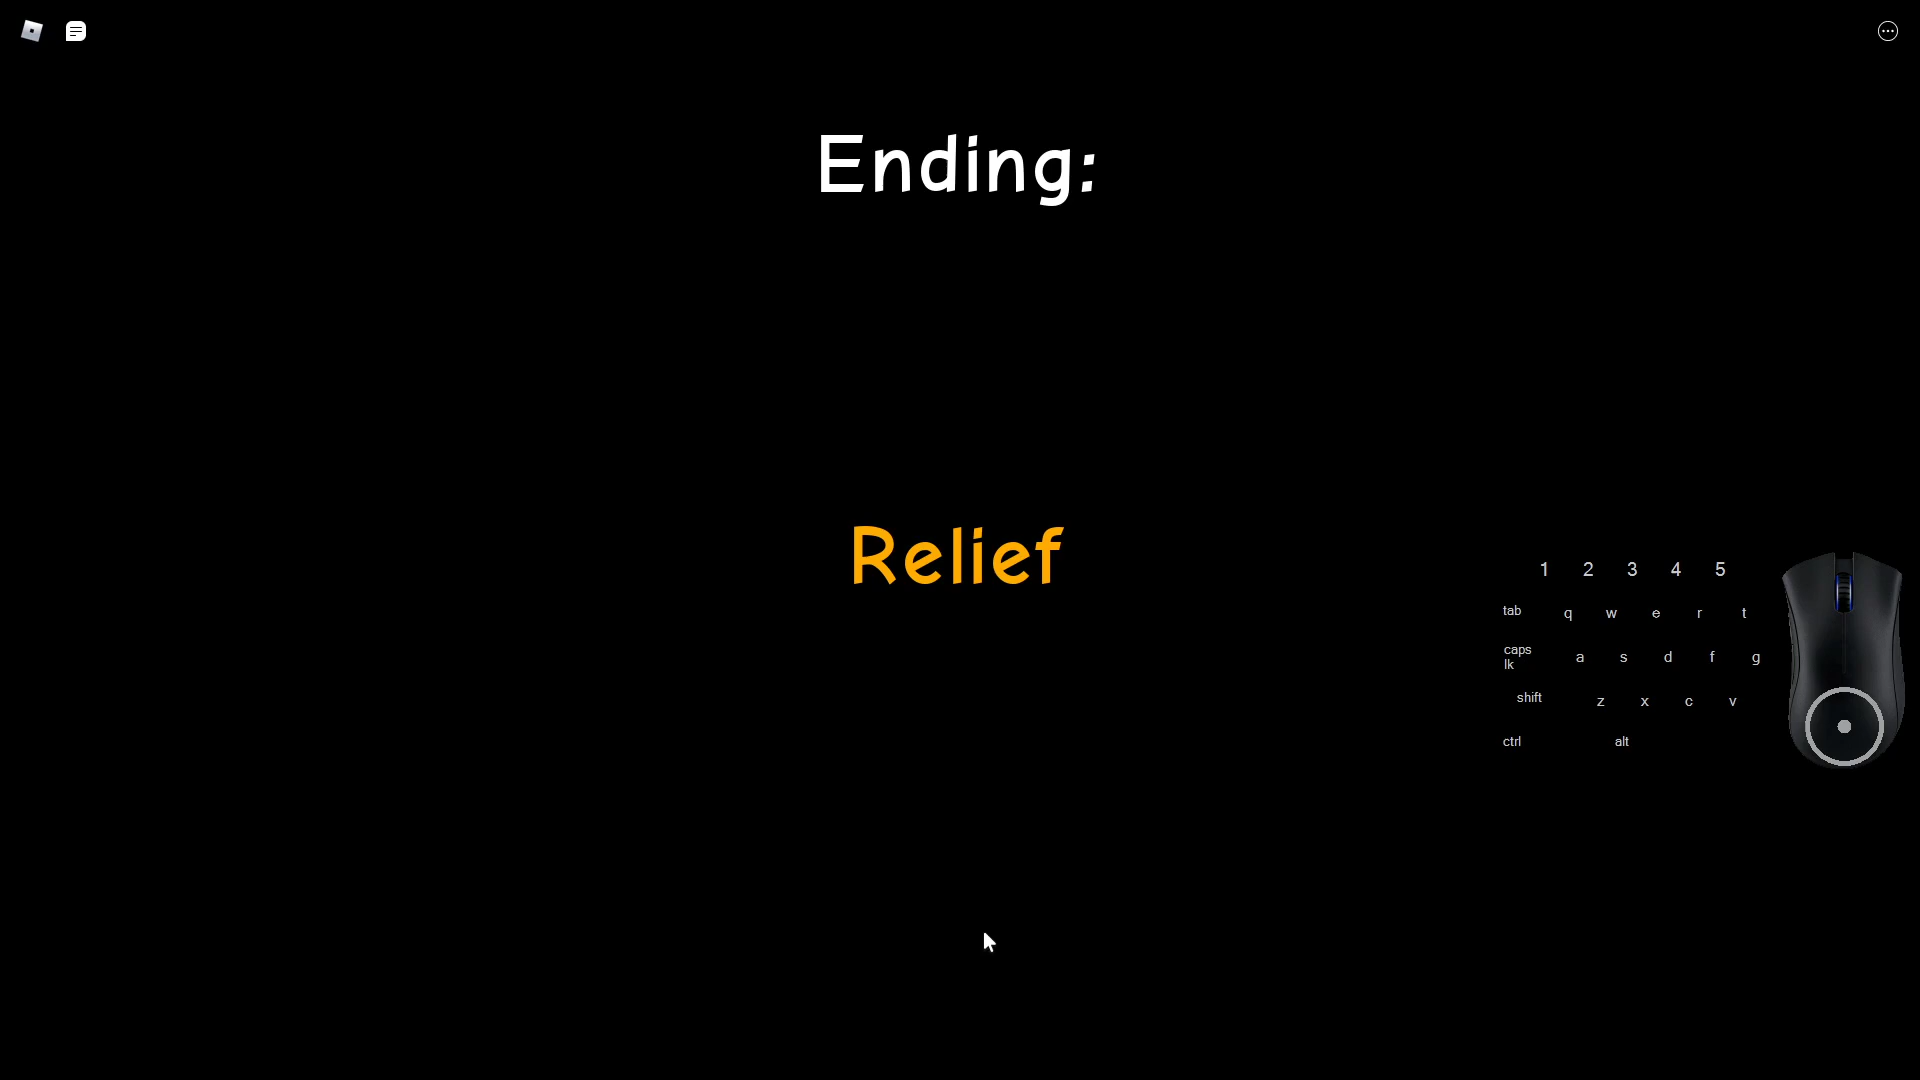 Ending:
Relief
1 2 3 4 5
tab q w e r t
caps
lk a s d f g
shift z x c v
ctrl alt